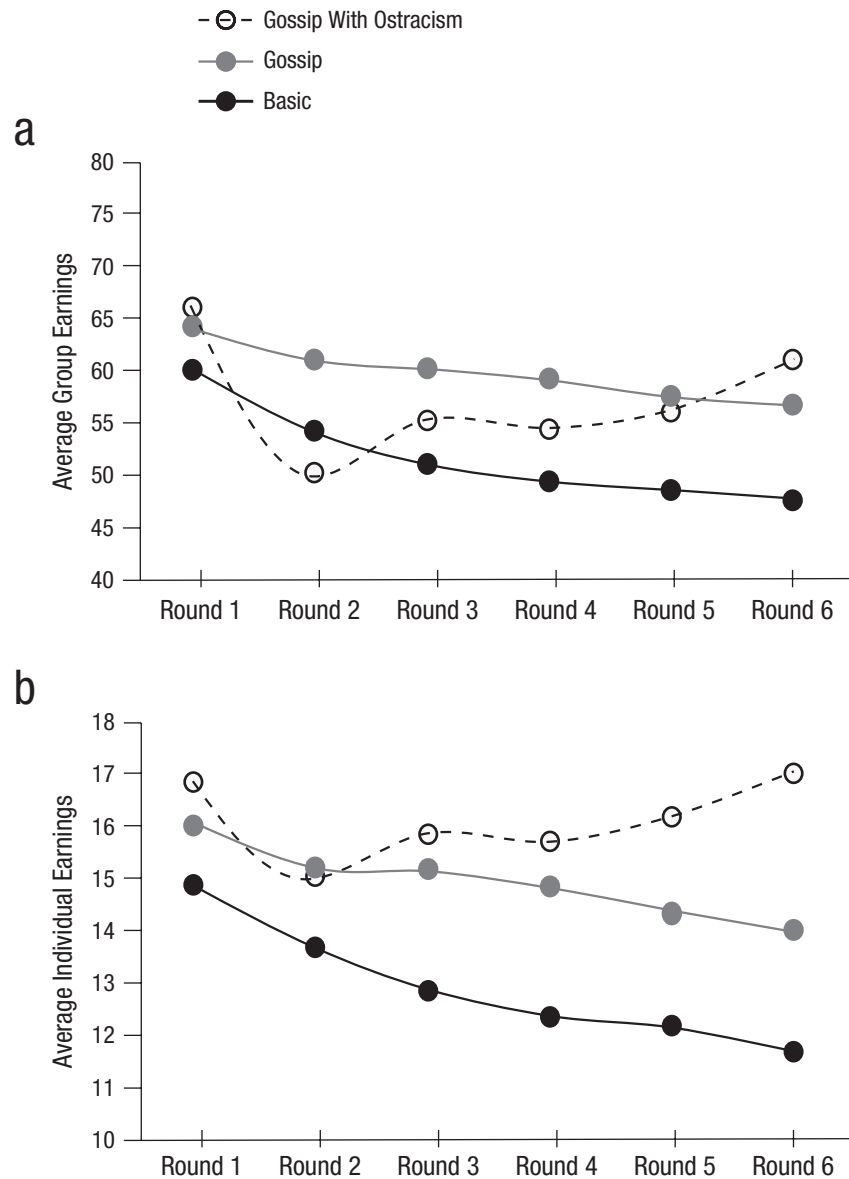 Gossip With Ostracism
Gossip
Basic
a
80
75
70
65
60
55
50
45
40
Average Group Earnings
Round 1 Round 2 Round 3 Round 4 Round 5 Round 6
b
18
17
16
15
14
13
12
11
10
Average Individual Earnings
Round 1 Round 2 Round 3 Round 4 Round 5 Round 6